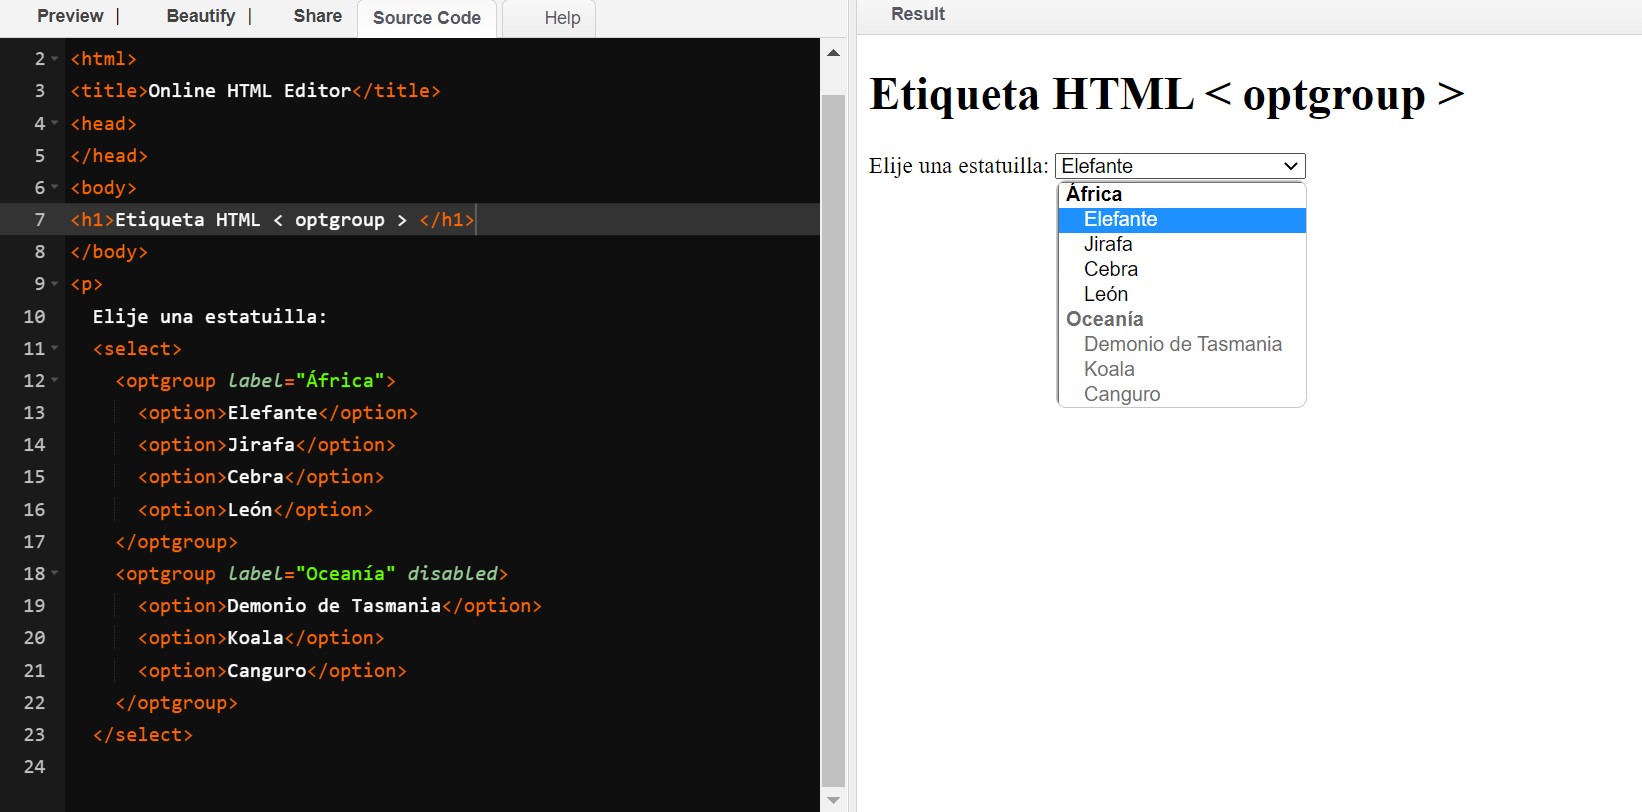 Preview | Beautify | Share Source Code Help
2 <html>
3 <title>Online HTML Editor</title>
4 <head>
5 </head>
6 <body>
7 <h1>Etiqueta HTML < optgroup > </h1>
8 </body>
9 <p>
10 Elije una estatuilla:
11 <select>
12 <optgroup label="África">
13 <option>Elefante</option>
14 <option>Jirafa</option>
15 <option>Cebra</option>
16 <option>León</option>
17 </optgroup>
18 <optgroup label="Oceanía" disabled>
19 <option>Demonio de Tasmania</option>
20 <option>Koala</option>
21 <option>Canguro</option>
22 </optgroup>
23 </select>
24
Result
Etiqueta HTML < optgroup >
Elije una estatuilla: Elefante
África
Elefante
Jirafa
Cebra
León
Oceanía
Demonio de Tasmania
Koala
Canguro